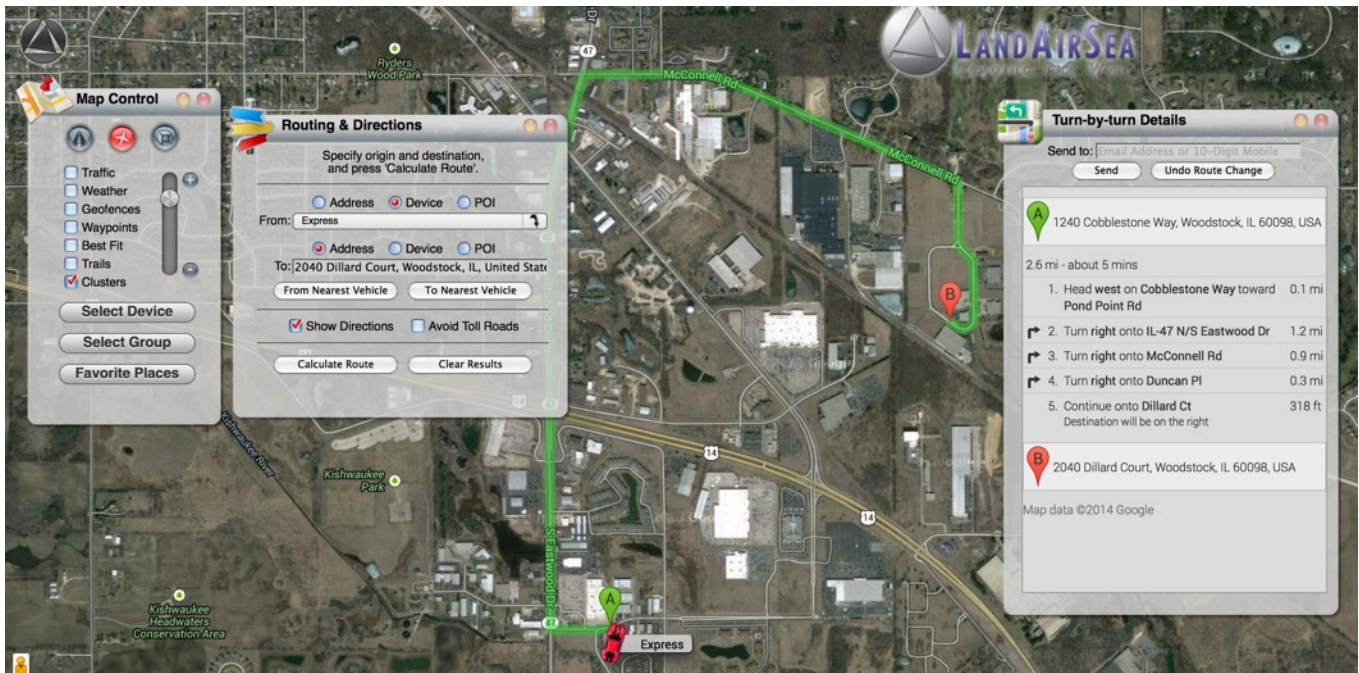 LANDAIRSEA
Map Control
Traffic
Weather
Geofences
Waypoints
Best Fit
Trails
Clusters
Select Device
Select Group
Favorite Places
Routing & Directions
Specify origin and destination,
and press 'Calculate Route'.
Address Device POI
From: Express
Address Device POI
To: 2040 Dillard Court, Woodstock, IL, United State
From Nearest Vehicle To Nearest Vehicle
Show Directions Avoid Toll Roads
Calculate Route Clear Results
Turn-by-turn Details
Send to: Email Address or 10-Digit Mobile
Send Undo Route Change
A 1240 Cobblestone Way, Woodstock, IL 60098, USA
2.6 mi - about 5 mins
1. Head west on Cobblestone Way toward 0.1 mi
Pond Point Rd
2. Turn right onto IL-47 N/S Eastwood Dr 1.2 mi
3. Turn right onto McConnell Rd 0.9 mi
4. Turn right onto Duncan Pl 0.3 mi
5. Continue onto Dillard Ct 318 ft
Destination will be on the right
B 2040 Dillard Court, Woodstock, IL 60098, USA
Map data ©2014 Google
Ryders
Wood Park
47
McConnell Rd
McConnell Rd
B
14
14
Kishwaukee River
Kishwaukee
Park
S Eastwood Dr
Kishwaukee
Headwaters
Conservation Area
47
A
Express